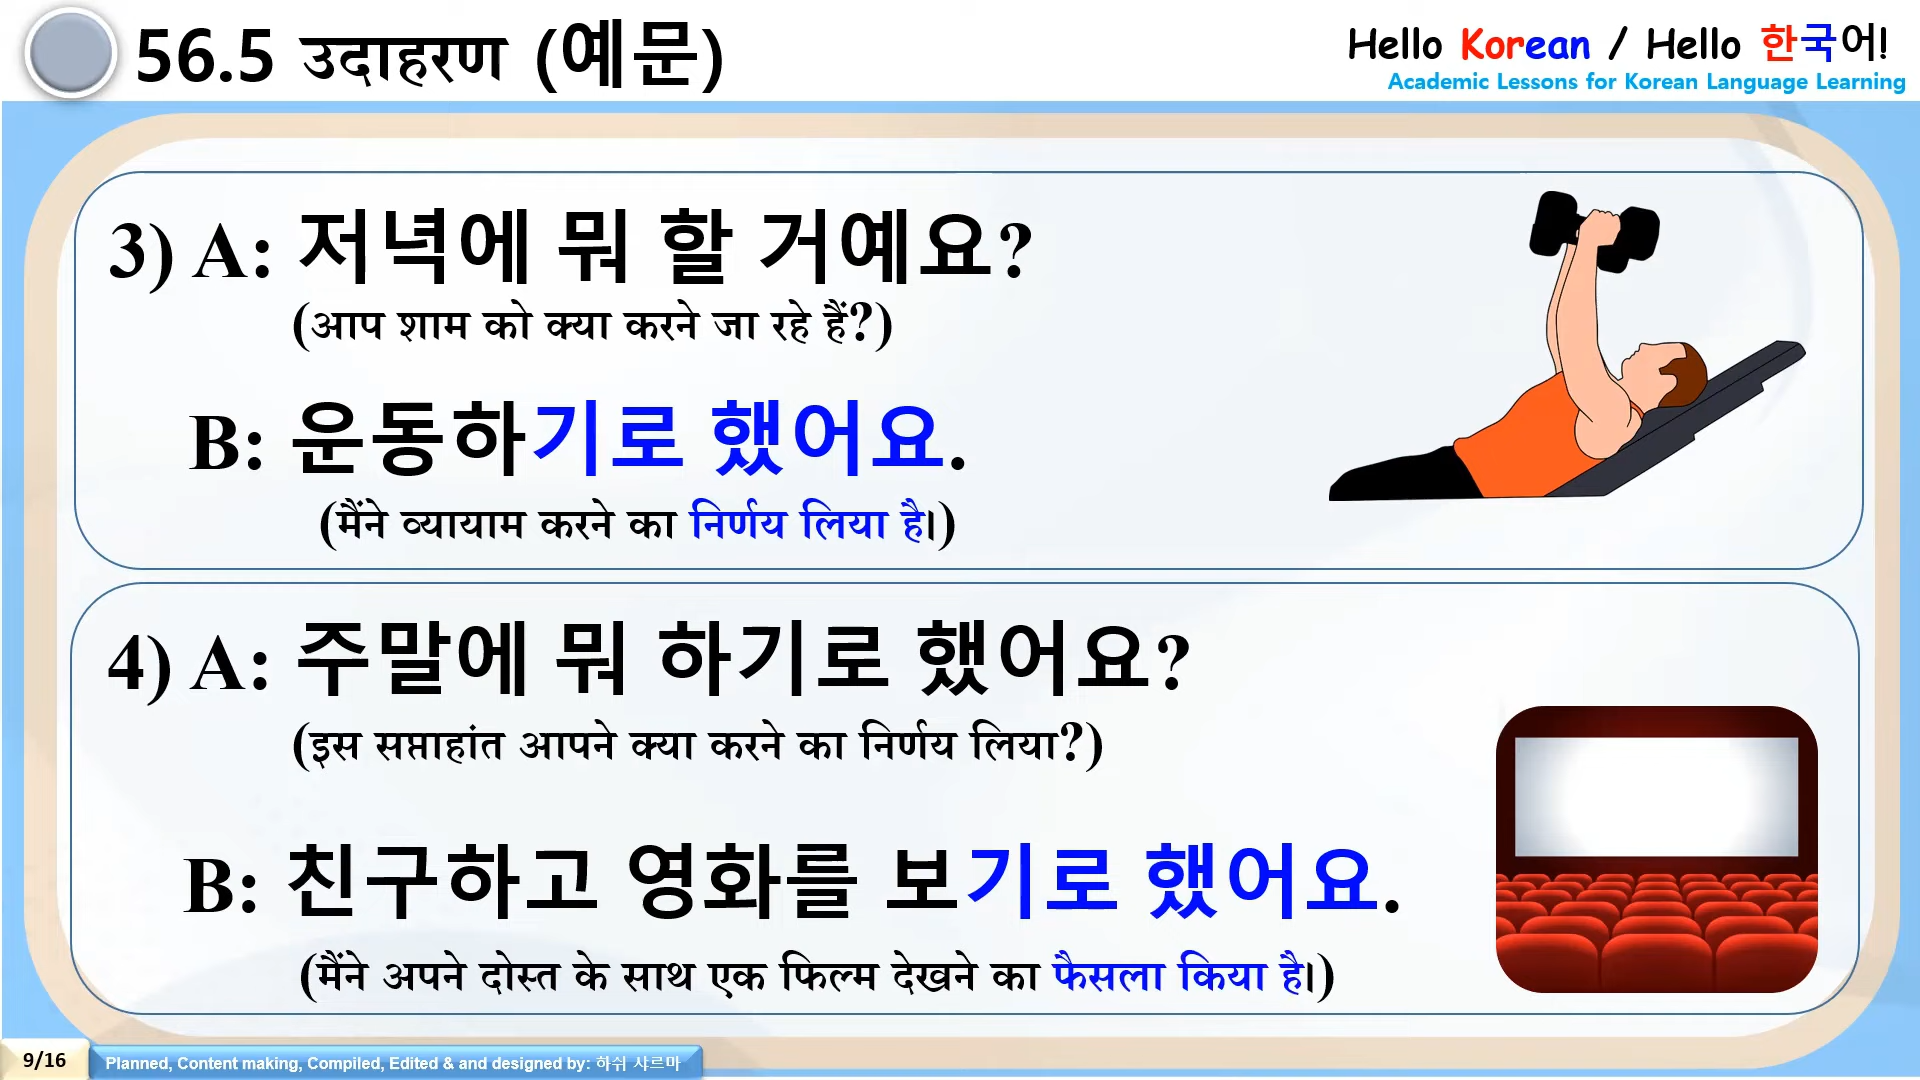 56.5 उदाहरण (예문)
Hello Korean / Hello 한국어!
Academic Lessons for Korean Language Learning
3) A: 저녁에 뭐 할 거예요?
(आप शाम को क्या करने जा रहे हैं?)
B: 운동하기로 했어요.
(मैंने व्यायाम करने का निर्णय लिया है।)
4) A: 주말에 뭐 하기로 했어요?
(इस सप्ताहांत आपने क्या करने का निर्णय लिया?)
B: 친구하고 영화를 보기로 했어요.
(मैंने अपने दोस्त के साथ एक फिल्म देखने का फैसला किया है।)
9/16
Planned, Content making, Compiled, Edited & and designed by: 하쉬 샤르마